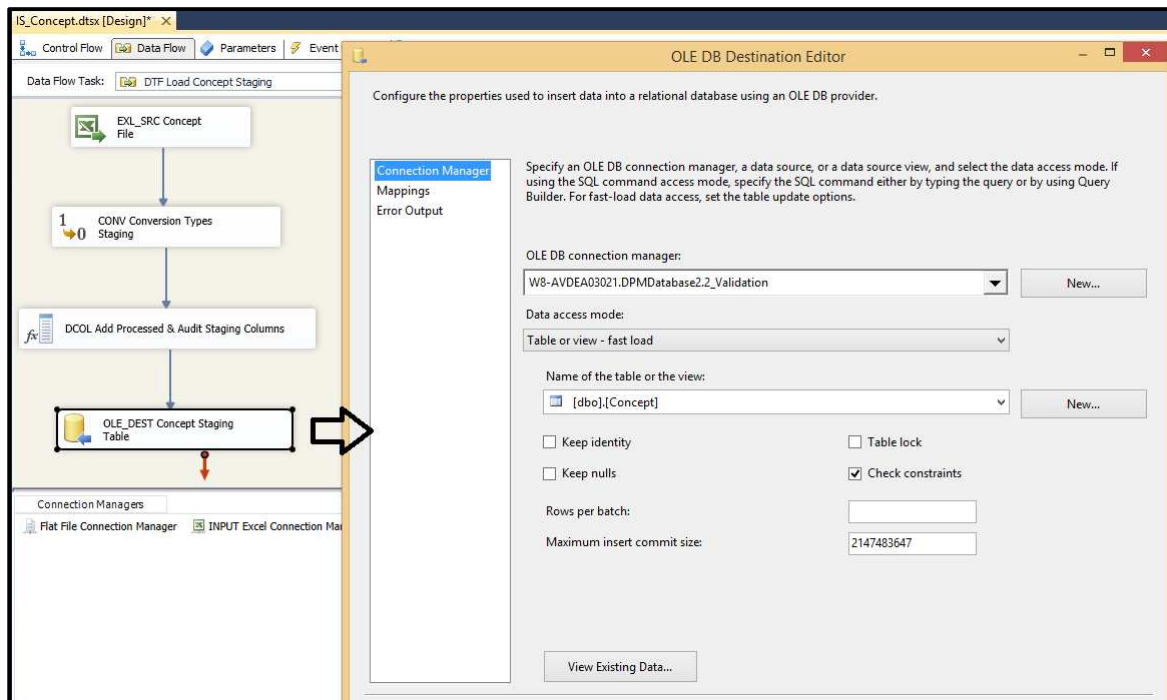 IS_Concept.dtsx [Design]*
Control Flow
Data Flow
Parameters
Event
Data Flow Task:
DTF Load Concept Staging
EXL_SRC Concept
File
1
0
CONV Conversion Types
Staging
fx
DCOL Add Processed & Audit Staging Columns
OLE_DEST Concept Staging
Table
Connection Managers
Flat File Connection Manager
INPUT Excel Connection Ma
OLE DB Destination Editor
Configure the properties used to insert data into a relational database using an OLE DB provider.
Connection Manager
Mappings
Error Output
Specify an OLE DB connection manager, a data source, or a data source view, and select the data access mode. If
using the SQL command access mode, specify the SQL command either by typing the query or by using Query
Builder. For fast-load data access, set the table update options.
OLE DB connection manager:
W8-AVDEA03021.DPMDatabase2.2_Validation
New...
Data access mode:
Table or view - fast load
Name of the table or the view:
[dbo].[Concept]
New...
Keep identity
Table lock
Keep nulls
Check constraints
Rows per batch:
Maximum insert commit size:
2147483647
View Existing Data...